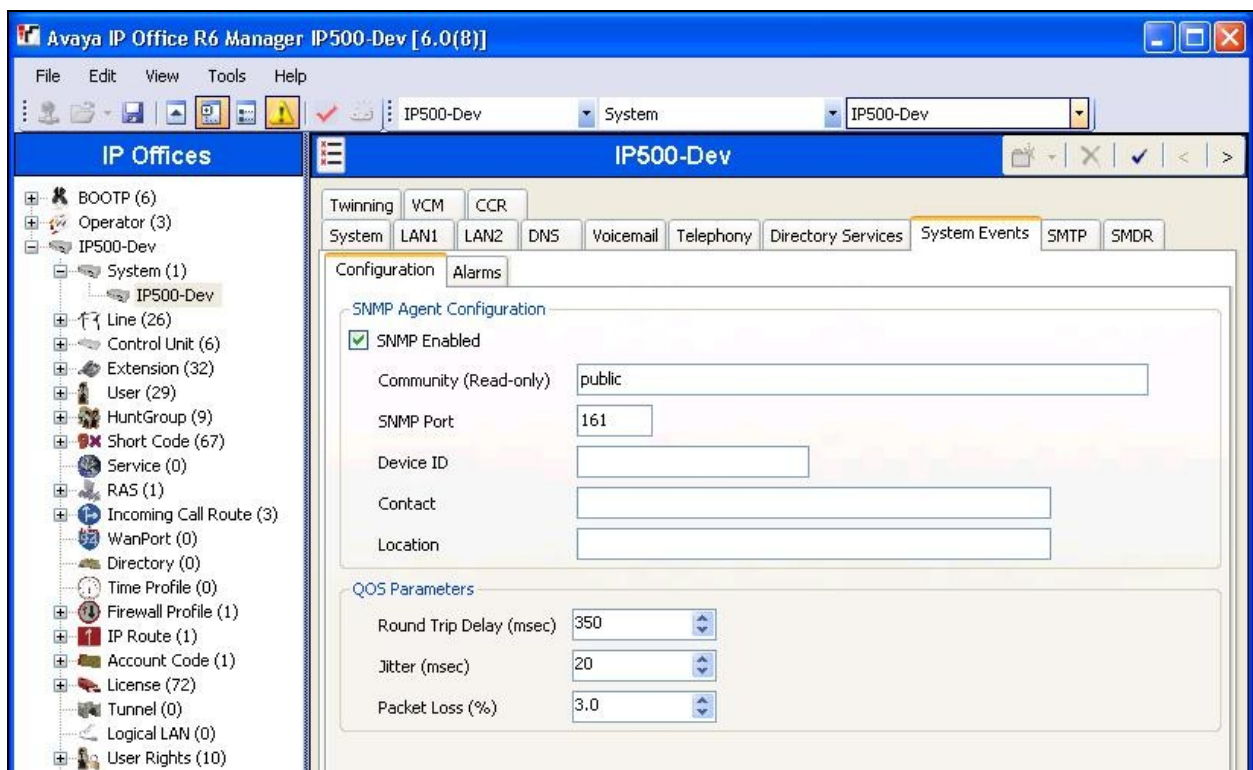 Avaya IP Office R6 Manager IP500-Dev [6.0(8)]
File Edit View Tools Help
IP500-Dev System IP500-Dev
IP Offices
BOOTP (6)
Operator (3)
IP500-Dev
System (1)
IP500-Dev
Line (26)
Control Unit (6)
Extension (32)
User (29)
HuntGroup (9)
Short Code (67)
Service (0)
RAS (1)
Incoming Call Route (3)
WanPort (0)
Directory (0)
Time Profile (0)
Firewall Profile (1)
IP Route (1)
Account Code (1)
License (72)
Tunnel (0)
Logical LAN (0)
User Rights (10)
IP500-Dev
Twinning VCM CCR
System LAN1 LAN2 DNS Voicemail Telephony Directory Services System Events SMTP SMDR
Configuration Alarms
SNMP Agent Configuration
SNMP Enabled
Community (Read-only) public
SNMP Port 161
Device ID
Contact
Location
QOS Parameters
Round Trip Delay (msec) 350
Jitter (msec) 20
Packet Loss (%) 3.0